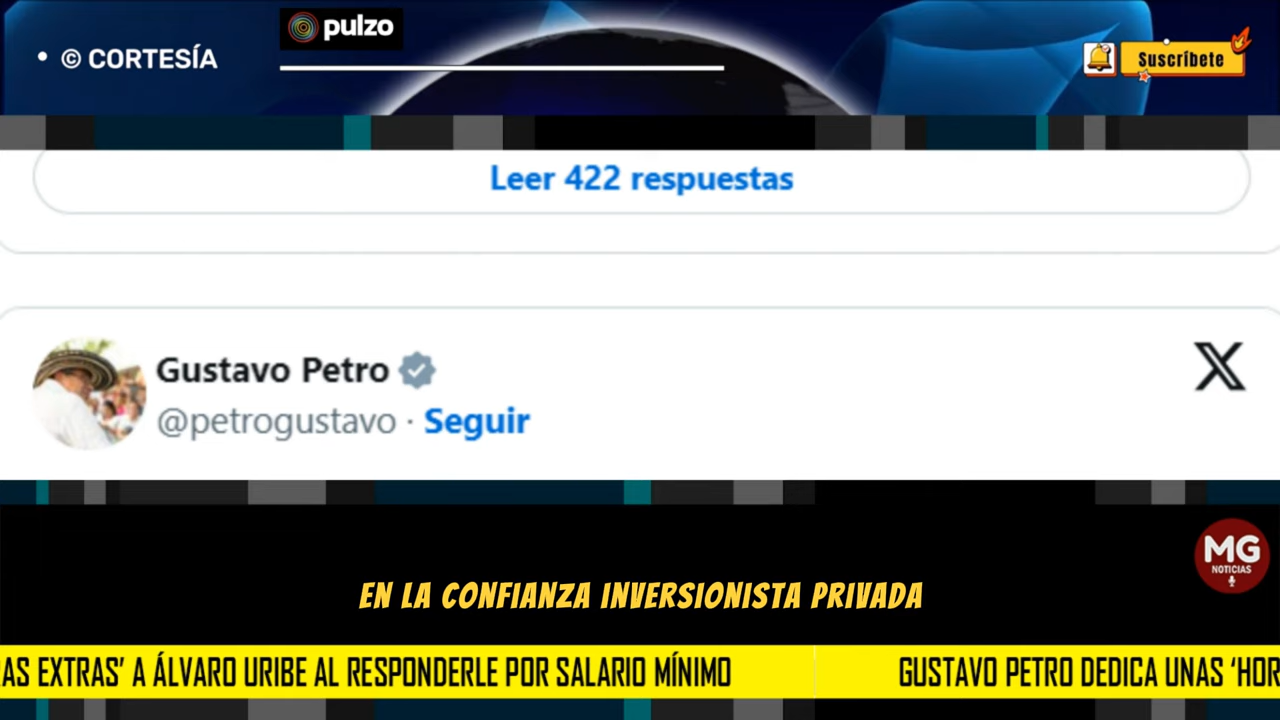 • © CORTESÍA
pulzo
Suscríbete
Leer 422 respuestas
Gustavo Petro
@petrogustavo · Seguir
MG
NOTICIAS
EN LA CONFIANZA INVERSIONISTA PRIVADA
AS EXTRAS’ A ÁLVARO URIBE AL RESPONDERLE POR SALARIO MÍNIMO
GUSTAVO PETRO DEDICA UNAS ‘HOR